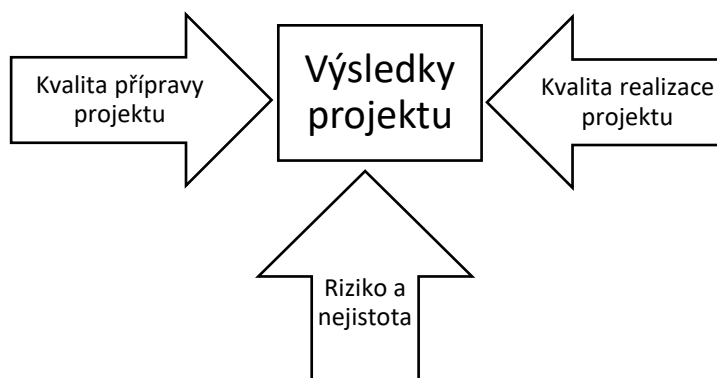 Kvalita přípravy
projektu
Výsledky
projektu
Kvalita realizace
projektu
Riziko a
nejistota